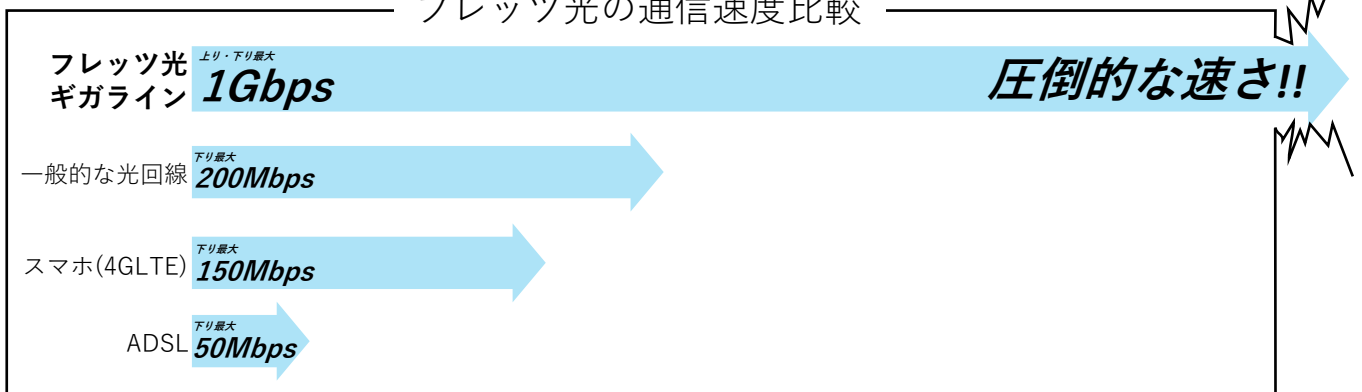 フレッツ光の通信速度比較
フレッツ光
ギガライン
上り・下り最大
1Gbps
圧倒的な速さ!!
一般的な光回線
下り最大
200Mbps
スマホ(4GLTE)
下り最大
150Mbps
ADSL
下り最大
50Mbps